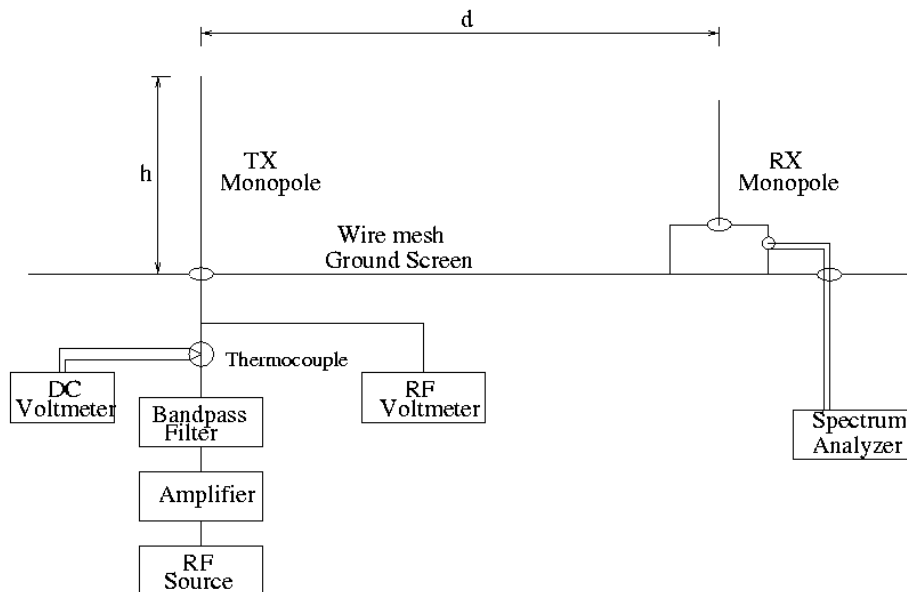 d
h
TX
Monopole
RX
Monopole
Wire mesh
Ground Screen
Thermocouple
DC
Voltmeter
RF
Voltmeter
Bandpass
Filter
Spectrum
Analyzer
Amplifier
RF
Source